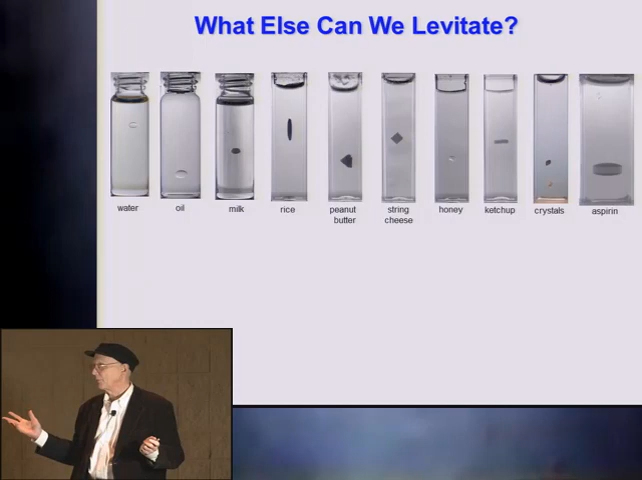 What Else Can We Levitate?
water oil milk rice peanut butter string cheese honey ketchup crystals aspirin